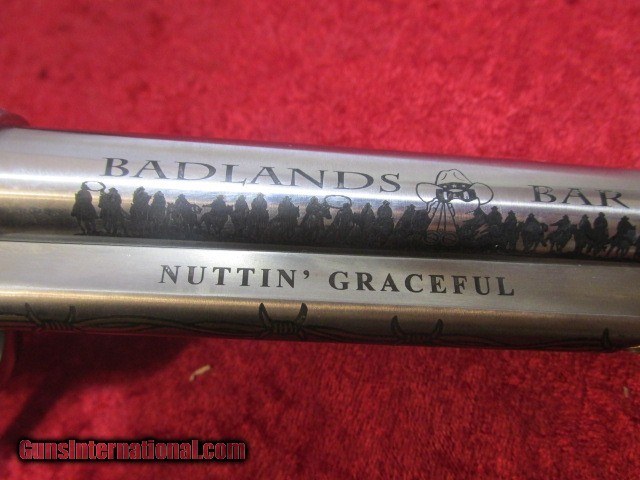 BADLANDS BAR
NUTTIN' GRACEFUL
GunsInternational.com